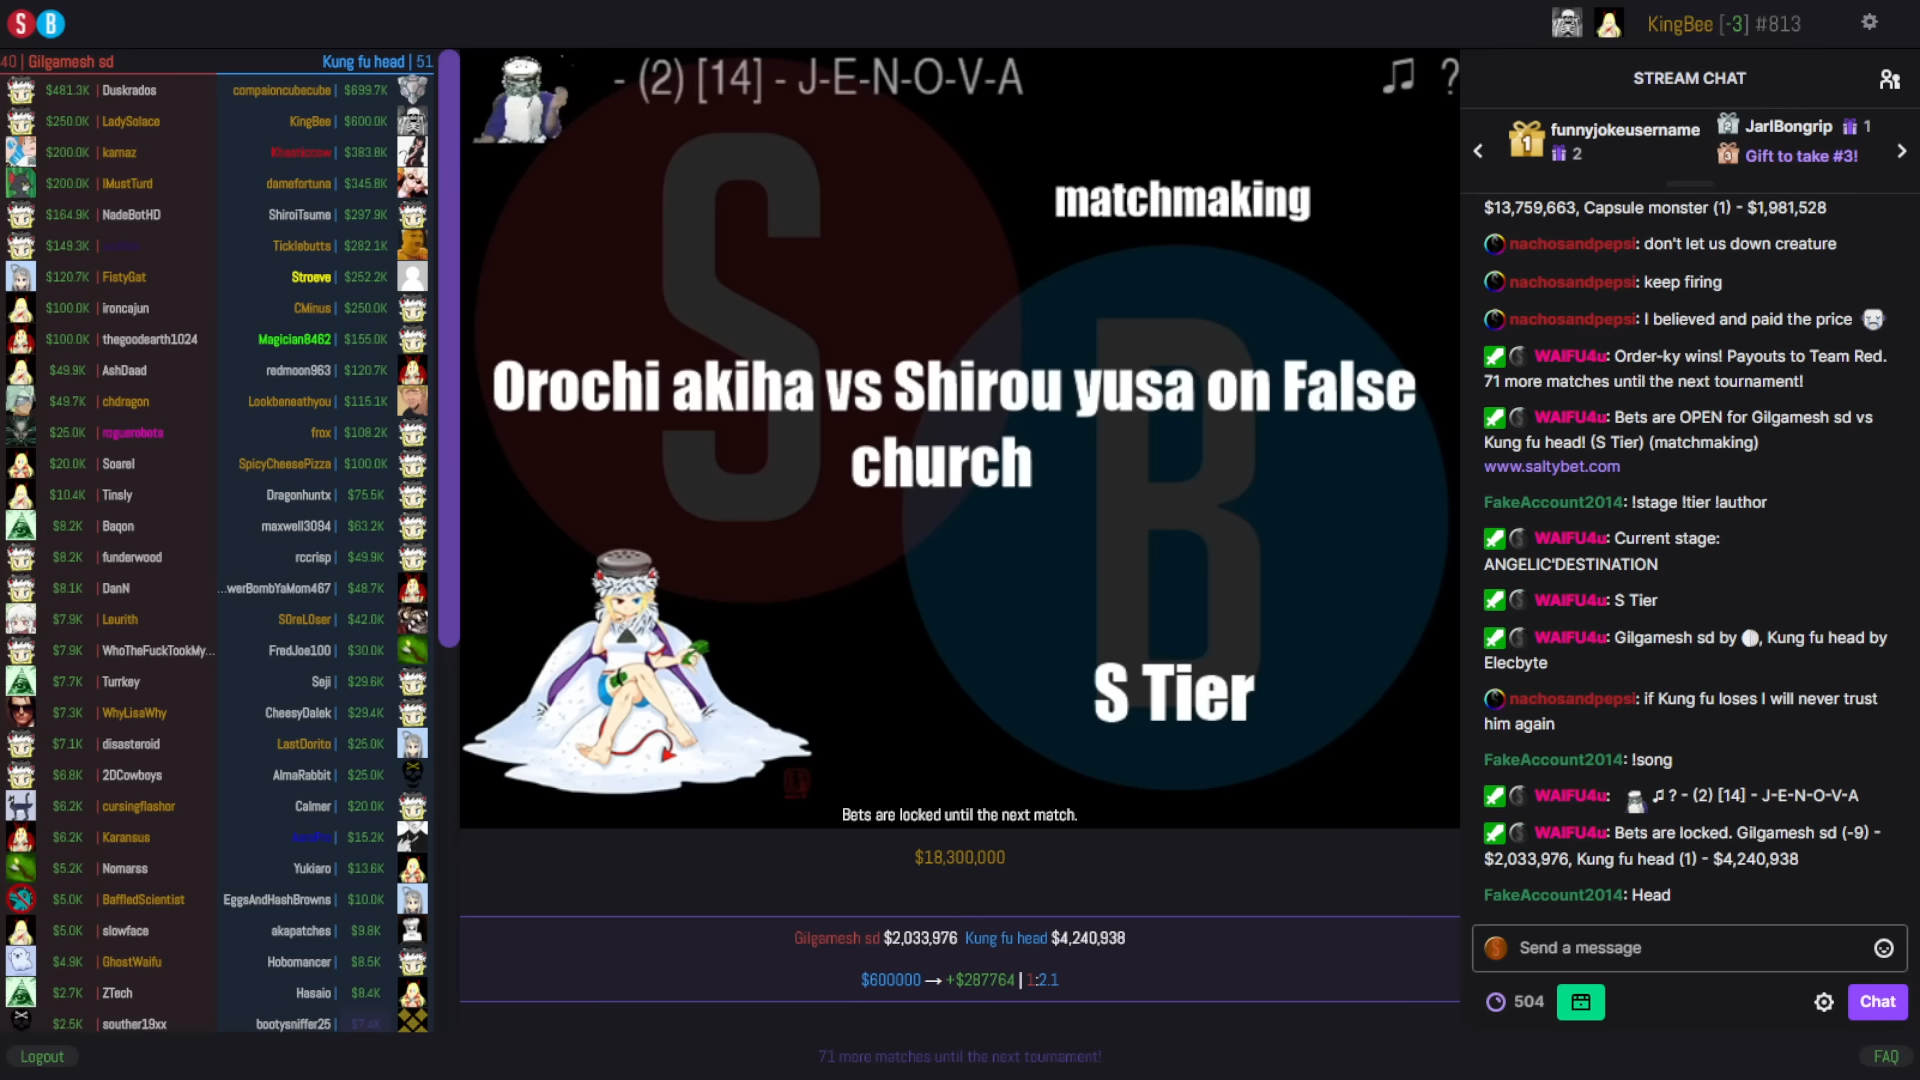 S B
KingBee [-3] #813
40 | Gilgamesh sd
Kung fu head | 51
$481.3K | Duskrados
compaioncubecube | $699.7K
$250.0K | LadySolace
KingBee | $600.0K
$200.0K | kamaz
Khaoticcow | $383.8K
$200.0K | IMustTurd
damefortuna | $345.8K
$164.9K | NadeBotHD
ShiroiTsume | $297.9K
$149.3K |
Ticklebutts | $282.1K
$120.7K | FistyGat
Stroeve | $252.2K
$100.0K | ironcajun
CMinus | $250.0K
$100.0K | thegoodearth1024
Magician8462 | $155.0K
$49.9K | AshDaad
redmoon963 | $120.7K
$49.7K | chdragon
Lookbeneathyou | $115.1K
$25.0K | roguerobots
frox | $108.2K
$20.0K | Soarel
SpicyCheesePizza | $100.0K
$10.4K | Tinsly
Dragonhuntx | $75.5K
$8.2K | Baqon
maxwell3094 | $63.2K
$8.2K | funderwood
rccrisp | $49.9K
$8.1K | DanN
...werBombYaMom467 | $48.7K
$7.9K | Leurith
S0reL0ser | $42.0K
$7.9K | WhoTheFuckTookMy...
FredJoe100 | $30.0K
$7.7K | Turrkey
Seji | $29.6K
$7.3K | WhyLisaWhy
CheesyDalek | $29.4K
$7.1K | disasteroid
LastDorito | $25.0K
$6.8K | 2DCowboys
AlmaRabbit | $25.0K
$6.2K | cursingflashor
Calmer | $20.0K
$6.2K | Karansus
| $15.2K
$5.2K | Nomarss
Yukiaro | $13.6K
$5.0K | BaffledScientist
EggsAndHashBrowns | $10.0K
$5.0K | slowface
akapatches | $9.8K
$4.9K | GhostWaifu
Hobomancer | $8.5K
$2.7K | ZTech
Hasaio | $8.4K
$2.5K | souther19xx
bootysniffer25 | $7.4K
Logout
- (2) [14] - J-E-N-O-V-A
♫ ?
S
B
matchmaking
Orochi akiha vs Shirou yusa on False
church
S Tier
Bets are locked until the next match.
$18,300,000
Gilgamesh sd $2,033,976 Kung fu head $4,240,938
$600000 → +$287764 | 1:2.1
71 more matches until the next tournament!
STREAM CHAT
1 funnyjokeusername
2
2 JarlBongrip 1
3 Gift to take #3!
$13,759,663, Capsule monster (1) - $1,981,528
nachosandpepsi: don't let us down creature
nachosandpepsi: keep firing
nachosandpepsi: I believed and paid the price
WAIFU4u: Order-ky wins! Payouts to Team Red.
71 more matches until the next tournament!
WAIFU4u: Bets are OPEN for Gilgamesh sd vs
Kung fu head! (S Tier) (matchmaking)
www.saltybet.com
FakeAccount2014: !stage !tier !author
WAIFU4u: Current stage:
ANGELIC'DESTINATION
WAIFU4u: S Tier
WAIFU4u: Gilgamesh sd by , Kung fu head by
Elecbyte
nachosandpepsi: if Kung fu loses I will never trust
him again
FakeAccount2014: !song
WAIFU4u: ♫ ? - (2) [14] - J-E-N-O-V-A
WAIFU4u: Bets are locked. Gilgamesh sd (-9) -
$2,033,976, Kung fu head (1) - $4,240,938
FakeAccount2014: Head
Send a message
504
Chat
FAQ